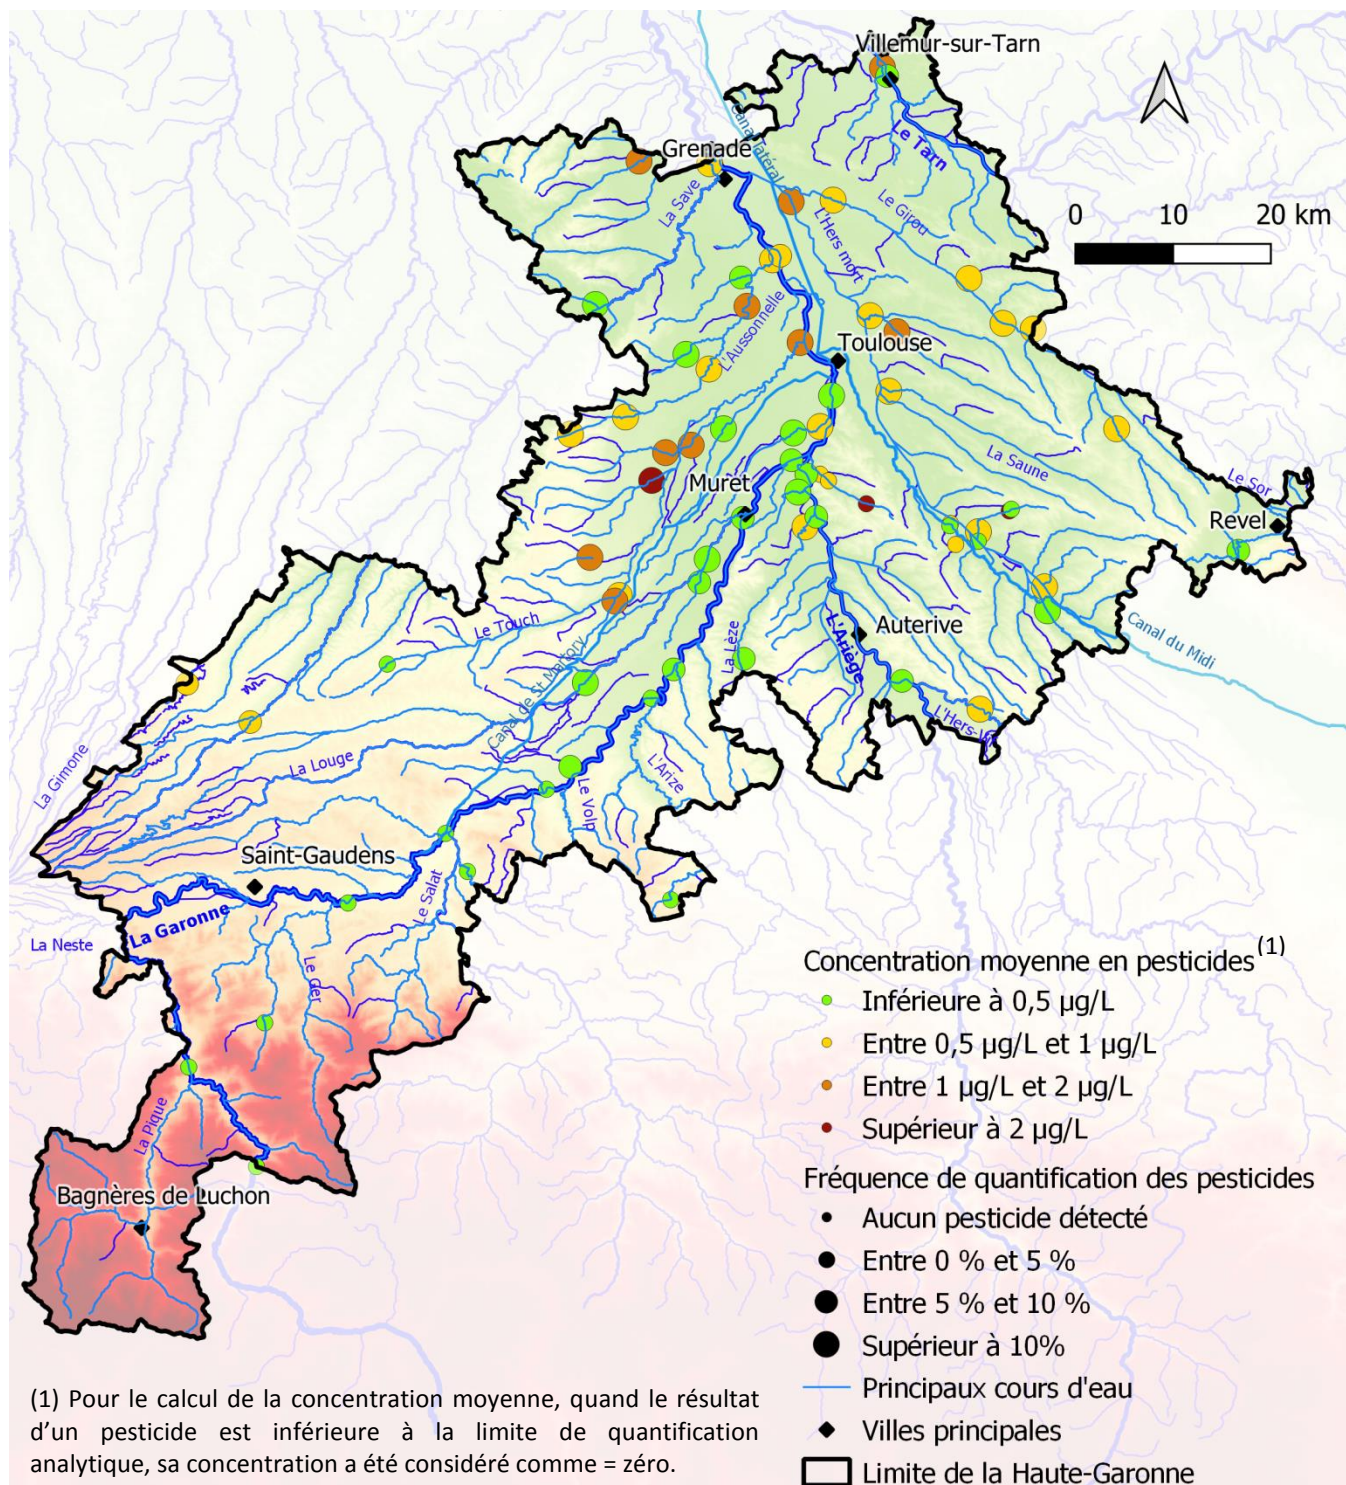 Villemur-sur-Tarn
Canal latéral
Le Tarn
Grenade
0 10 20 km
La Save
Le Girou
L'Hers mort
L'Aussonnelle
Toulouse
La Saune
Le Sor
Muret
Revel
Le Touch
La Lèze
L'Ariège
Auterive
Canal du Midi
Canal de St Martory
L'Hers-Vif
La Gimone
La Louge
L'Arize
Le Volp
Saint-Gaudens
Le Salat
La Garonne
La Neste
Le Ger
La Pique
Bagnères de Luchon
Concentration moyenne en pesticides(1)
Inférieure à 0,5 µg/L
Entre 0,5 µg/L et 1 µg/L
Entre 1 µg/L et 2 µg/L
Supérieur à 2 µg/L
Fréquence de quantification des pesticides
Aucun pesticide détecté
Entre 0 % et 5 %
Entre 5 % et 10 %
Supérieur à 10%
Principaux cours d'eau
Villes principales
Limite de la Haute-Garonne
(1) Pour le calcul de la concentration moyenne, quand le résultat
d'un pesticide est inférieure à la limite de quantification
analytique, sa concentration a été considéré comme = zéro.